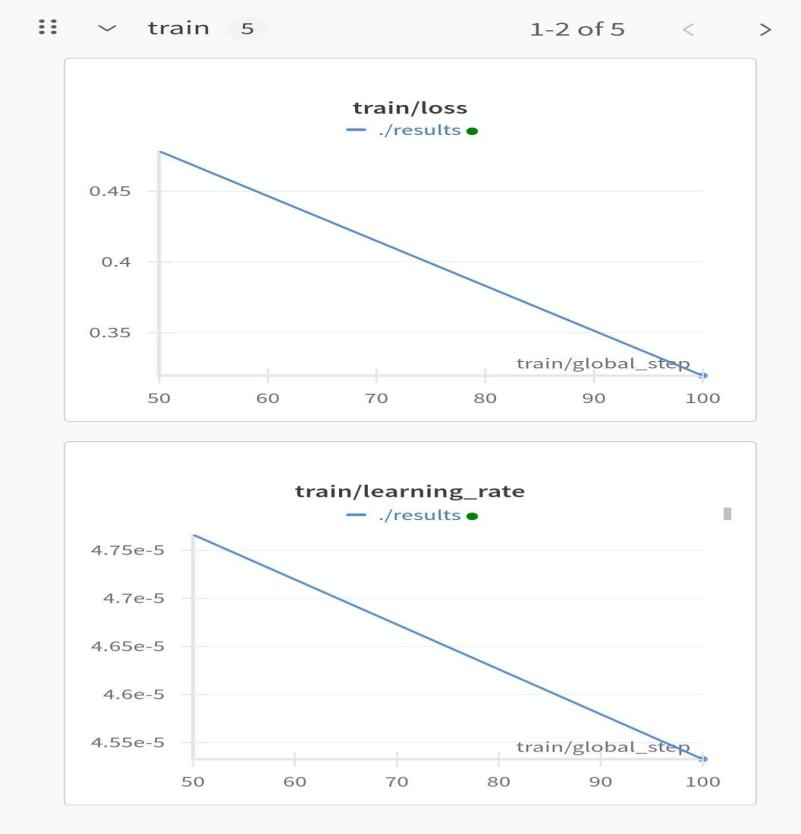 train 5 1-2 of 5
train/loss
./results
0.45
0.4
0.35
train/global_step
50 60 70 80 90 100
train/learning_rate
./results
4.75e-5
4.7e-5
4.65e-5
4.6e-5
4.55e-5
train/global_step
50 60 70 80 90 100